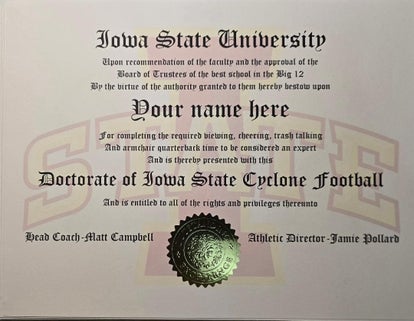 Iowa State University
Upon recommendation of the faculty and the approval of the
Board of Trustees of the best school in the Big 12
By the virtue of the authority granted to them hereby bestow upon
Your name here
For completing the required viewing, cheering, trash talking
And armchair quarterback time to be considered an expert
And is thereby presented with this
Doctorate of Iowa State Cyclone Football
And is entitled to all of the rights and privileges thereunto
Head Coach-Matt Campbell
Athletic Director-Jamie Pollard
STATE